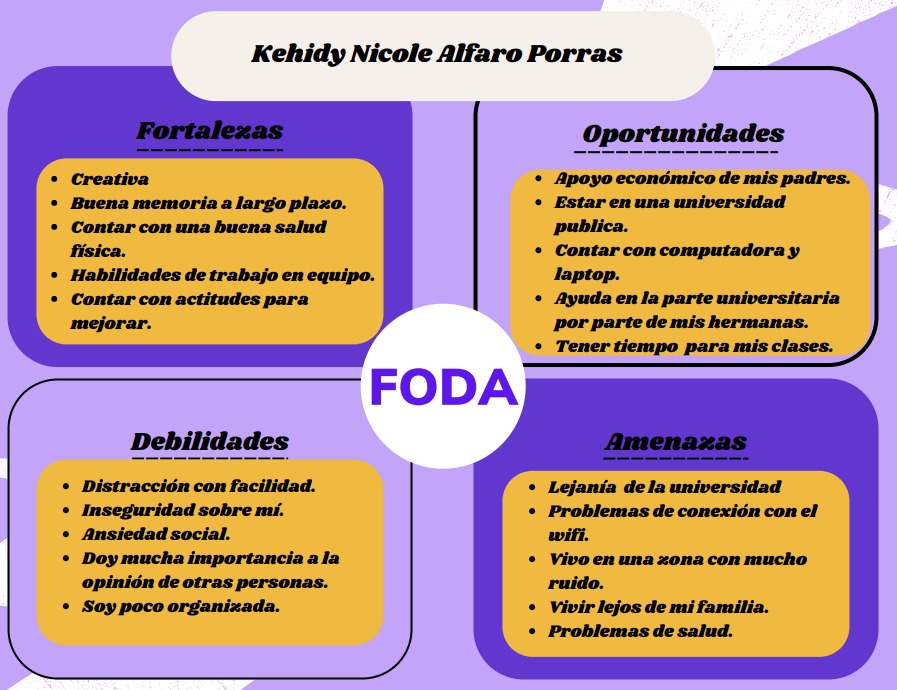 Kehidy Nicole Alfaro Porras
Fortalezas
• Creativa
• Buena memoria a largo plazo.
• Contar con una buena salud
física.
• Habilidades de trabajo en equipo.
• Contar con actitudes para
mejorar.
Oportunidades
• Apoyo económico de mis padres.
• Estar en una universidad
publica.
• Contar con computadora y
laptop.
• Ayuda en la parte universitaria
por parte de mis hermanas.
• Tener tiempo para mis clases.
FODA
Debilidades
• Distracción con facilidad.
• Inseguridad sobre mí.
• Ansiedad social.
• Doy mucha importancia a la
opinión de otras personas.
• Soy poco organizada.
Amenazas
• Lejanía de la universidad
• Problemas de conexión con el
wifi.
• Vivo en una zona con mucho
ruido.
• Vivir lejos de mi familia.
• Problemas de salud.